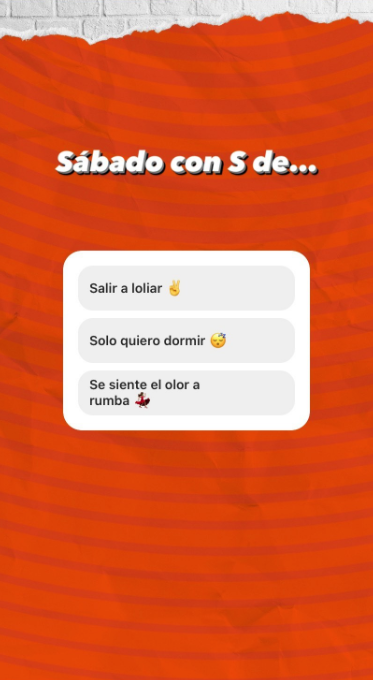 Sábado con S de...
Salir a loliar ✌️
Solo quiero dormir 😴
Se siente el olor a
rumba 💃